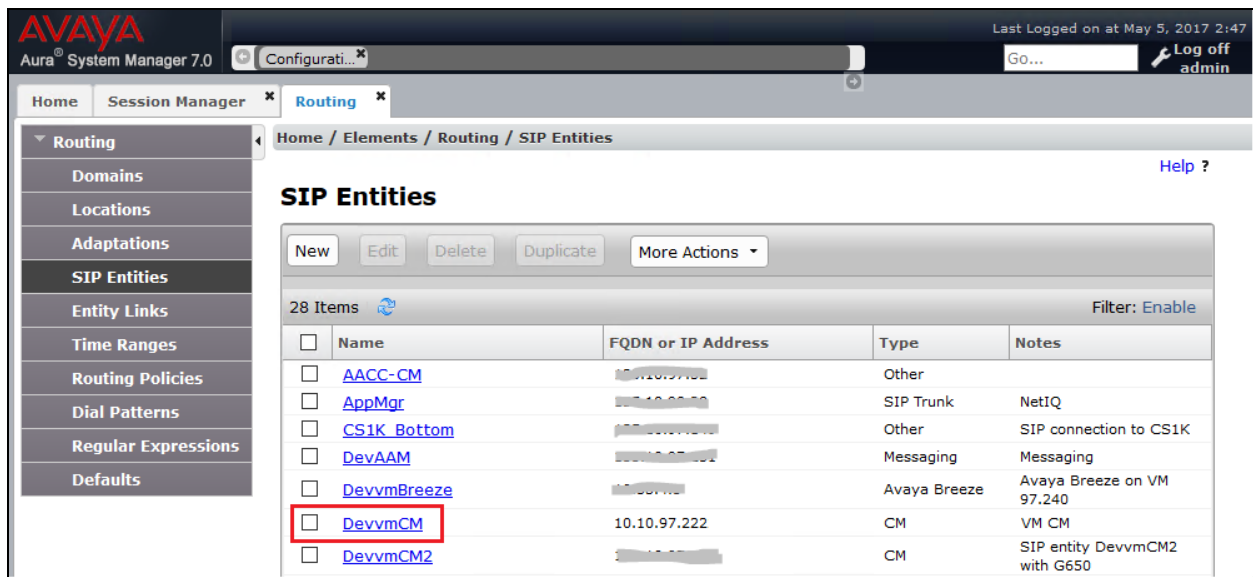 AVAYA
Last Logged on at May 5, 2017 2:47
Aura® System Manager 7.0
Configurati...
Go...
Log off
admin
Home
Session Manager
Routing
Routing
Home / Elements / Routing / SIP Entities
Domains
Help ?
Locations
SIP Entities
Adaptations
New Edit Delete Duplicate More Actions
SIP Entities
Entity Links
28 Items Filter: Enable
Time Ranges
Name FQDN or IP Address Type Notes
Routing Policies
AACC-CM Other
Dial Patterns
AppMgr SIP Trunk NetIQ
CS1K_Bottom Other SIP connection to CS1K
Regular Expressions
DevAAM Messaging Messaging
Defaults
DevvmBreeze Avaya Breeze Avaya Breeze on VM
97.240
DevvmCM 10.10.97.222 CM VM CM
DevvmCM2 CM SIP entity DevvmCM2
with G650